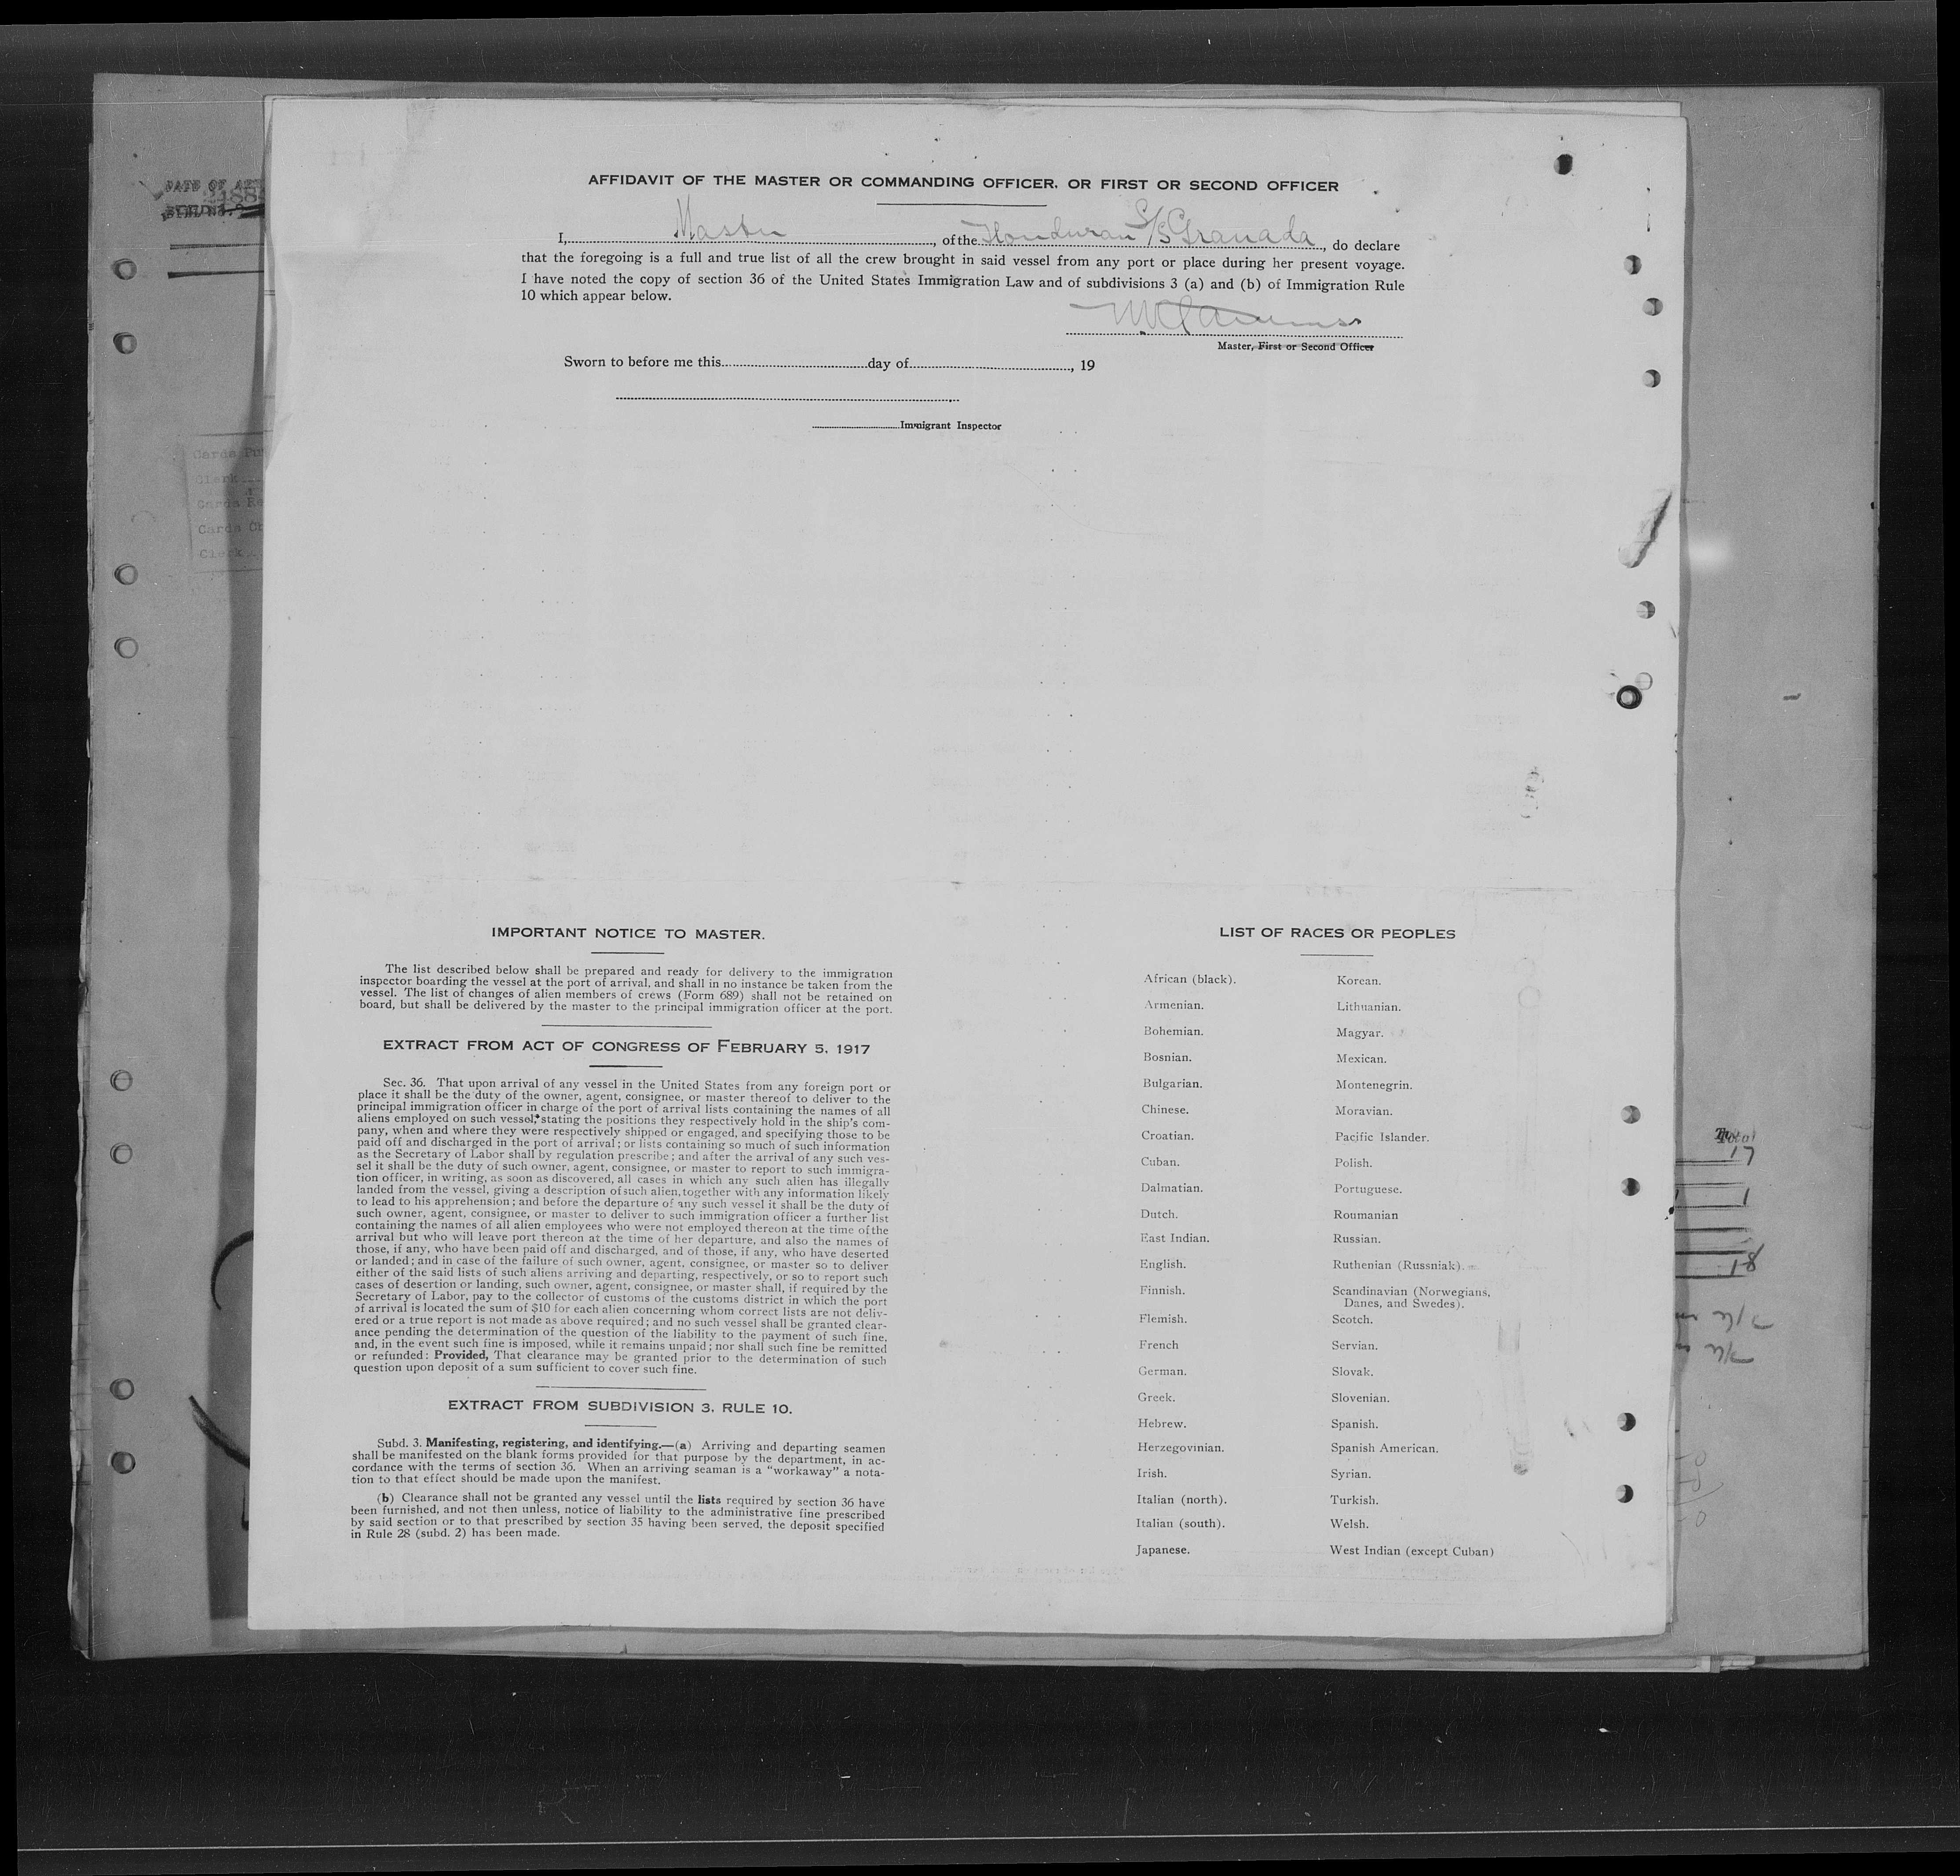 AFFIDAVIT OF THE MASTER OR COMMANDING OFFICER, OR FIRST OR SECOND OFFICER
I, Master, of the Honduran S/S Granada, do declare
that the foregoing is a full and true list of all the crew brought in said vessel from any port or place during her present voyage.
I have noted the copy of section 36 of the United States Immigration Law and of subdivisions 3 (a) and (b) of Immigration Rule
10 which appear below.
Master, First or Second Officer
Sworn to before me this day of , 19
Immigrant Inspector
DATE OF
Cards
Clerk
Cards
Cards
Clerk
IMPORTANT NOTICE TO MASTER.
The list described below shall be prepared and ready for delivery to the immigration
inspector boarding the vessel at the port of arrival, and shall in no instance be taken from the
vessel. The list of changes of alien members of crews (Form 689) shall not be retained on
board, but shall be delivered by the master to the principal immigration officer at the port.
EXTRACT FROM ACT OF CONGRESS OF FEBRUARY 5, 1917
Sec. 36. That upon arrival of any vessel in the United States from any foreign port or
place it shall be the duty of the owner, agent, consignee, or master thereof to deliver to the
principal immigration officer in charge of the port of arrival lists containing the names of all
aliens employed on such vessel, stating the positions they respectively hold in the ship's com-
pany, when and where they were respectively shipped or engaged, and specifying those to be
paid off and discharged in the port of arrival; or lists containing so much of such information
as the Secretary of Labor shall by regulation prescribe; and after the arrival of any such ves-
sel it shall be the duty of such owner, agent, consignee, or master to report to such immigra-
tion officer, in writing, as soon as discovered, all cases in which any such alien has illegally
landed from the vessel, giving a description of such alien, together with any information likely
to lead to his apprehension; and before the departure of any such vessel it shall be the duty of
such owner, agent, consignee, or master to deliver to such immigration officer a further list
containing the names of all alien employees who were not employed thereon at the time of the
arrival but who will leave port thereon at the time of her departure, and also the names of
those, if any, who have been paid off and discharged, and of those, if any, who have deserted
or landed; and in case of the failure of such owner, agent, consignee, or master so to deliver
either of the said lists of such aliens arriving and departing, respectively, or so to report such
cases of desertion or landing, such owner, agent, consignee, or master shall, if required by the
Secretary of Labor, pay to the collector of customs of the customs district in which the port
of arrival is located the sum of $10 for each alien concerning whom correct lists are not deliv-
ered or a true report is not made as above required; and no such vessel shall be granted clear-
ance pending the determination of the question of the liability to the payment of such fine,
and, in the event such fine is imposed, while it remains unpaid; nor shall such fine be remitted
or refunded: Provided, That clearance may be granted prior to the determination of such
question upon deposit of a sum sufficient to cover such fine.
EXTRACT FROM SUBDIVISION 3, RULE 10.
Subd. 3. Manifesting, registering, and identifying.—(a) Arriving and departing seamen
shall be manifested on the blank forms provided for that purpose by the department, in ac-
cordance with the terms of section 36. When an arriving seaman is a "workaway" a nota-
tion to that effect should be made upon the manifest.
(b) Clearance shall not be granted any vessel until the lists required by section 36 have
been furnished, and not then unless, notice of liability to the administrative fine prescribed
by said section or to that prescribed by section 35 having been served, the deposit specified
in Rule 28 (subd. 2) has been made.
LIST OF RACES OR PEOPLES
African (black). Korean.
Armenian. Lithuanian.
Bohemian. Magyar.
Bosnian. Mexican.
Bulgarian. Montenegrin.
Chinese. Moravian.
Croatian. Pacific Islander.
Cuban. Polish.
Dalmatian. Portuguese.
Dutch. Roumanian
East Indian. Russian.
English. Ruthenian (Russniak).
Finnish. Scandinavian (Norwegians,
Danes, and Swedes).
Flemish. Scotch.
French Servian.
German. Slovak.
Greek. Slovenian.
Hebrew. Spanish.
Herzegovinian. Spanish American.
Irish. Syrian.
Italian (north). Turkish.
Italian (south). Welsh.
Japanese. West Indian (except Cuban)
Total
17
1
18